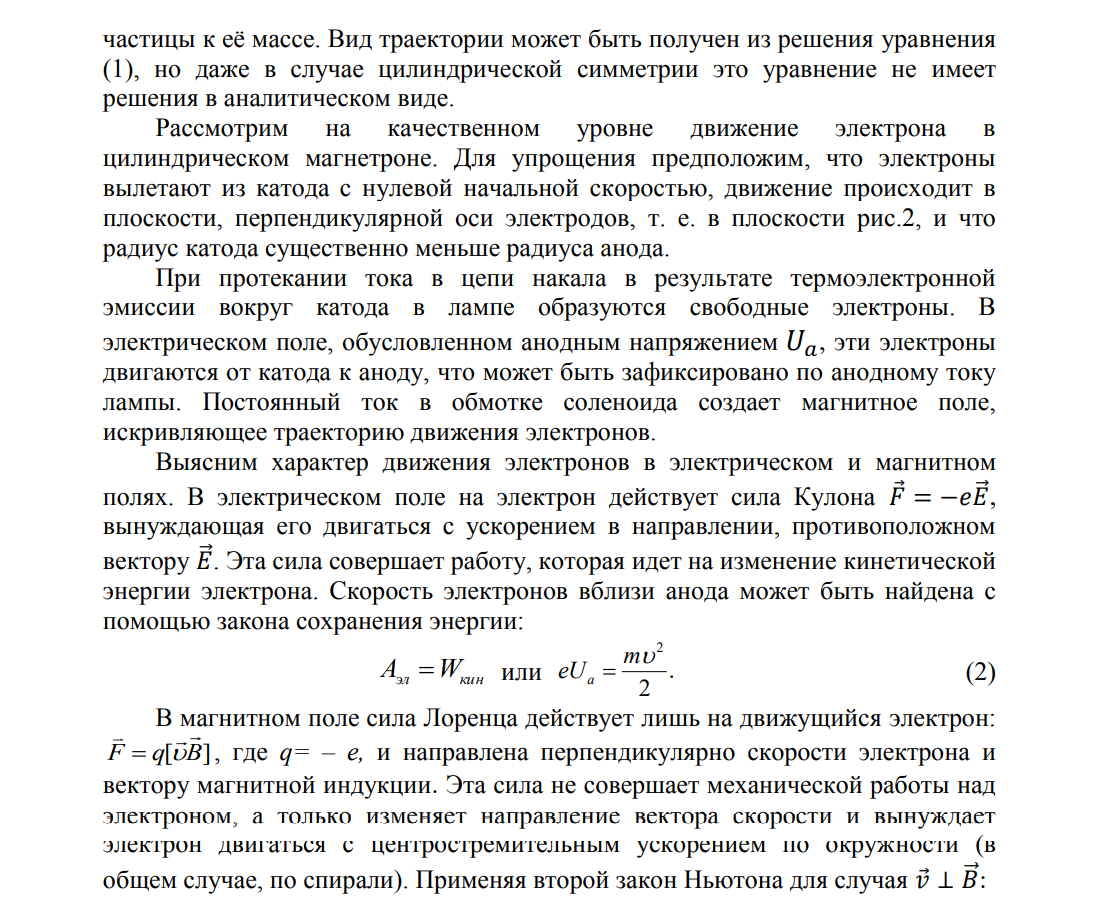 частицы к её массе. Вид траектории может быть получен из решения уравнения
(1), но даже в случае цилиндрической симметрии это уравнение не имеет
решения в аналитическом виде.
Рассмотрим на качественном уровне движение электрона в
цилиндрическом магнетроне. Для упрощения предположим, что электроны
вылетают из катода с нулевой начальной скоростью, движение происходит в
плоскости, перпендикулярной оси электродов, т. е. в плоскости рис.2, и что
радиус катода существенно меньше радиуса анода.
При протекании тока в цепи накала в результате термоэлектронной
эмиссии вокруг катода в лампе образуются свободные электроны. В
электрическом поле, обусловленном анодным напряжением $U_a$, эти электроны
двигаются от катода к аноду, что может быть зафиксировано по анодному току
лампы. Постоянный ток в обмотке соленоида создает магнитное поле,
искривляющее траекторию движения электронов.
Выясним характер движения электронов в электрическом и магнитном
полях. В электрическом поле на электрон действует сила Кулона $\vec{F} = -e\vec{E}$,
вынуждающая его двигаться с ускорением в направлении, противоположном
вектору $\vec{E}$. Эта сила совершает работу, которая идет на изменение кинетической
энергии электрона. Скорость электронов вблизи анода может быть найдена с
помощью закона сохранения энергии:
$A_{эл} = W_{кин}$ или $eU_a = \frac{m\upsilon^2}{2}$. (2)
В магнитном поле сила Лоренца действует лишь на движущийся электрон:
$\vec{F} = q[\vec{\upsilon}\vec{B}]$, где q= – e, и направлена перпендикулярно скорости электрона и
вектору магнитной индукции. Эта сила не совершает механической работы над
электроном, а только изменяет направление вектора скорости и вынуждает
электрон двигаться с центростремительным ускорением по окружности (в
общем случае, по спирали). Применяя второй закон Ньютона для случая $\vec{v} \perp \vec{B}$: